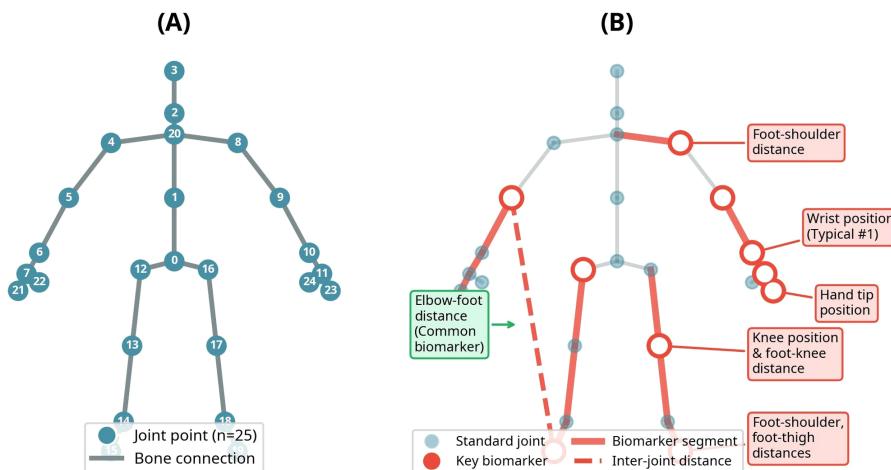 (A)
(B)
3
2
20
4
8
1
5
9
6
10
0
12
16
7
22
21
11
24
23
13
17
14
18
15
Joint point (n=25)
Bone connection
Foot-shoulder
distance
Wrist position
(Typical #1)
Hand tip
position
Elbow-foot
distance
(Common
biomarker)
Knee position
& foot-knee
distance
Foot-shoulder,
foot-thigh
distances
Standard joint
Key biomarker
Biomarker segment
Inter-joint distance